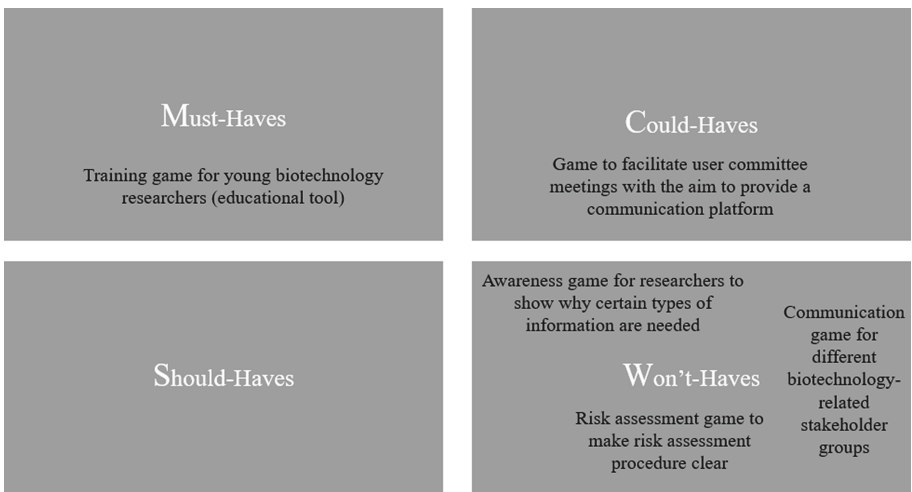 Must-Haves
Training game for young biotechnology
researchers (educational tool)
Could-Haves
Game to facilitate user committee
meetings with the aim to provide a
communication platform
Should-Haves
Awareness game for researchers to
show why certain types of
information are needed
Won’t-Haves
Risk assessment game to
make risk assessment
procedure clear
Communication
game for
different
biotechnology-
related
stakeholder
groups